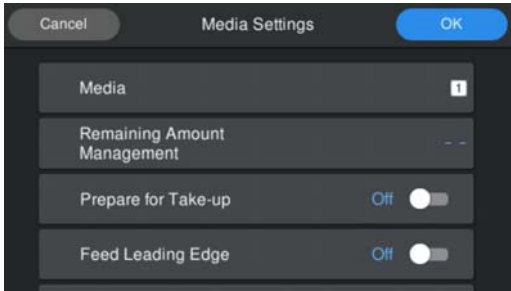 Cancel Media Settings OK
Media 1
Remaining Amount
Management - -
Prepare for Take-up Off
Feed Leading Edge Off